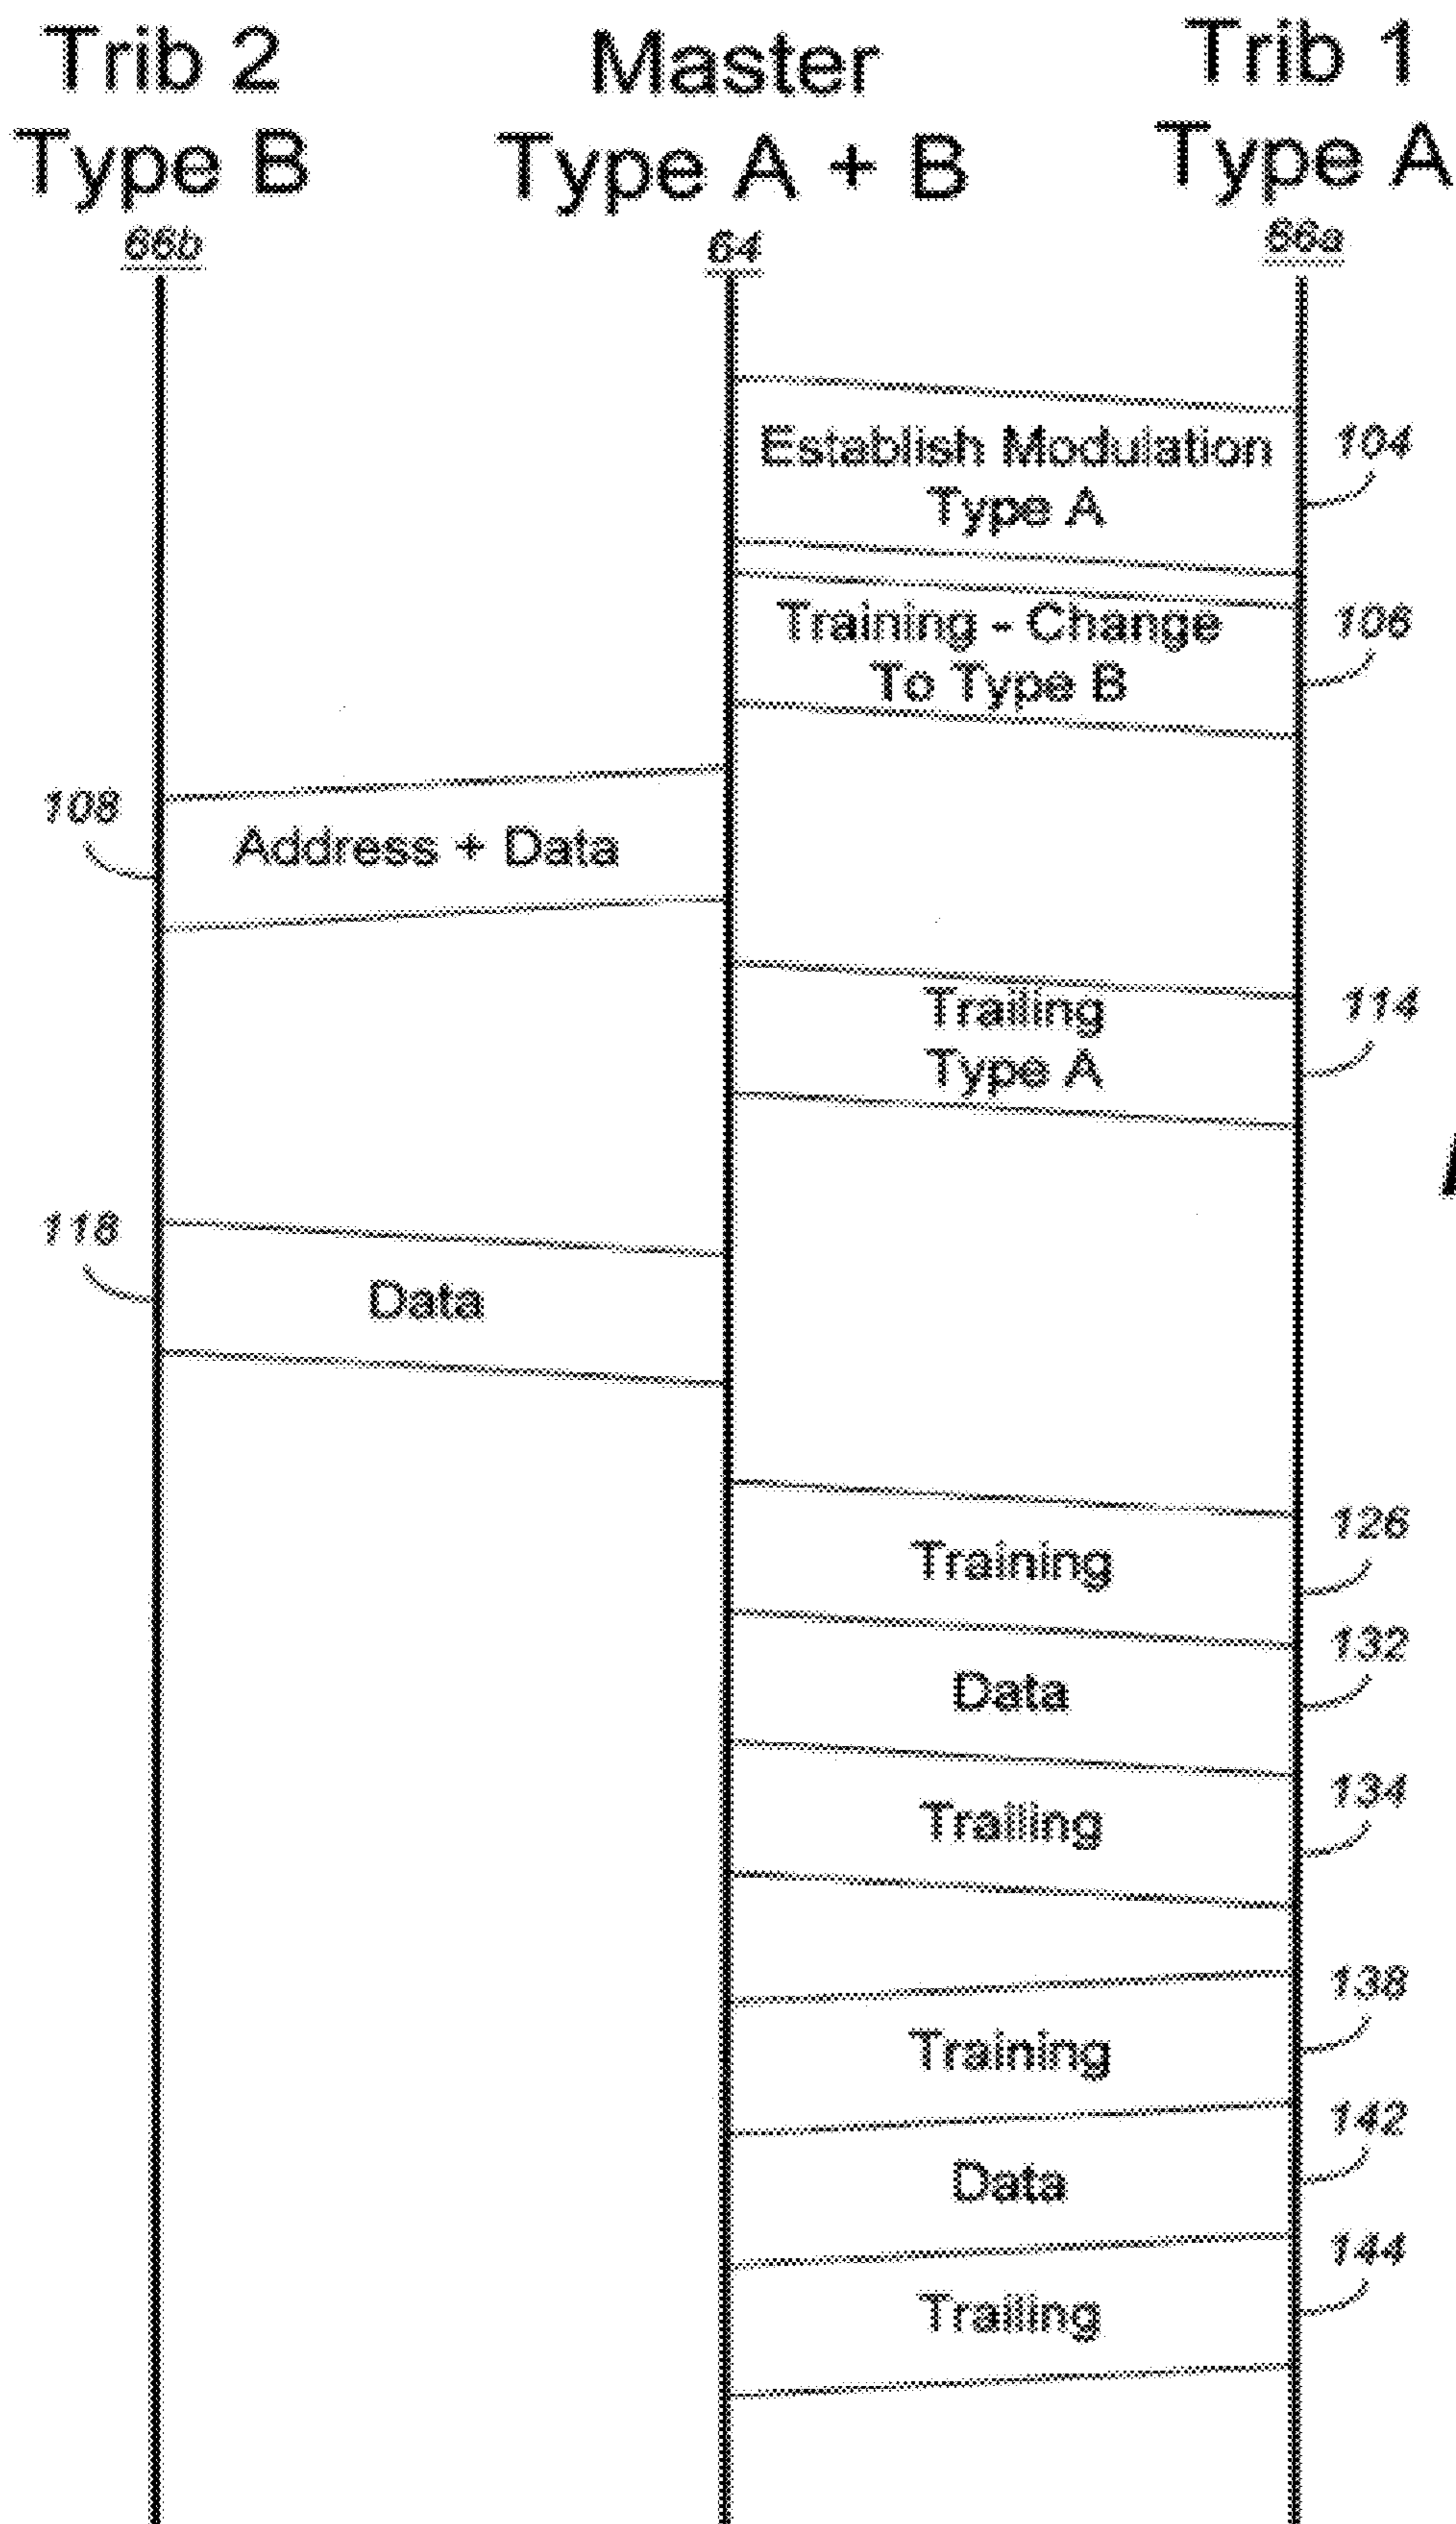 Trib 2
Type B
66b
Master
Type A + B
64
Trib 1
Type A
66a
Establish Modulation
Type A
104
Training - Change
To Type B
106
108
Address + Data
Trailing
Type A
114
118
Data
Training
126
Data
132
Trailing
134
Training
138
Data
142
Trailing
144